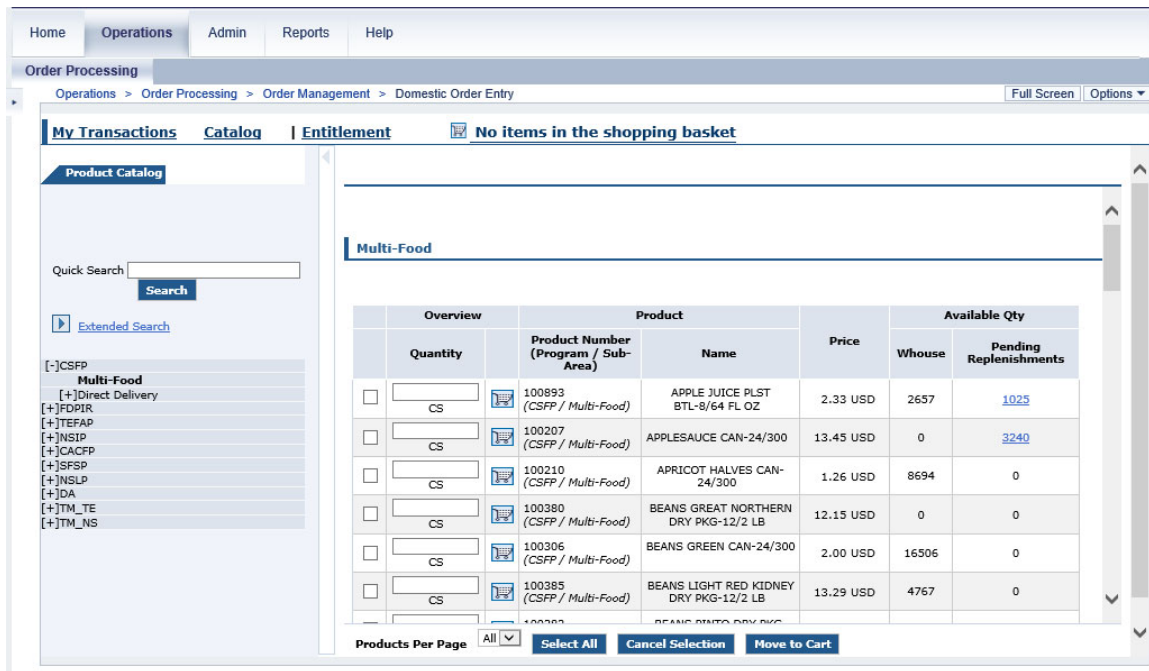 Home Operations Admin Reports Help
Order Processing
Operations > Order Processing > Order Management > Domestic Order Entry Full Screen Options
My Transactions Catalog | Entitlement No items in the shopping basket
Product Catalog
Multi-Food
Quick Search
Search
Extended Search
[-]CSFP
Multi-Food
[+]Direct Delivery
[+]FDPIR
[+]TEFAP
[+]NSIP
[+]CACFP
[+]SFSP
[+]NSLP
[+]DA
[+]TM_TE
[+]TM_NS
Overview Product Price Available Qty
Quantity Product Number (Program / Sub-Area) Name Whouse Pending Replenishments
100893 APPLE JUICE PLST
CS (CSFP / Multi-Food) BTL-8/64 FL OZ 2.33 USD 2657 1025
100207
CS (CSFP / Multi-Food) APPLESAUCE CAN-24/300 13.45 USD 0 3240
100210 APRICOT HALVES CAN-
CS (CSFP / Multi-Food) 24/300 1.26 USD 8694 0
100380 BEANS GREAT NORTHERN
CS (CSFP / Multi-Food) DRY PKG-12/2 LB 12.15 USD 0 0
100306 BEANS GREEN CAN-24/300
CS (CSFP / Multi-Food) 2.00 USD 16506 0
100385 BEANS LIGHT RED KIDNEY
CS (CSFP / Multi-Food) DRY PKG-12/2 LB 13.29 USD 4767 0
Products Per Page All Select All Cancel Selection Move to Cart